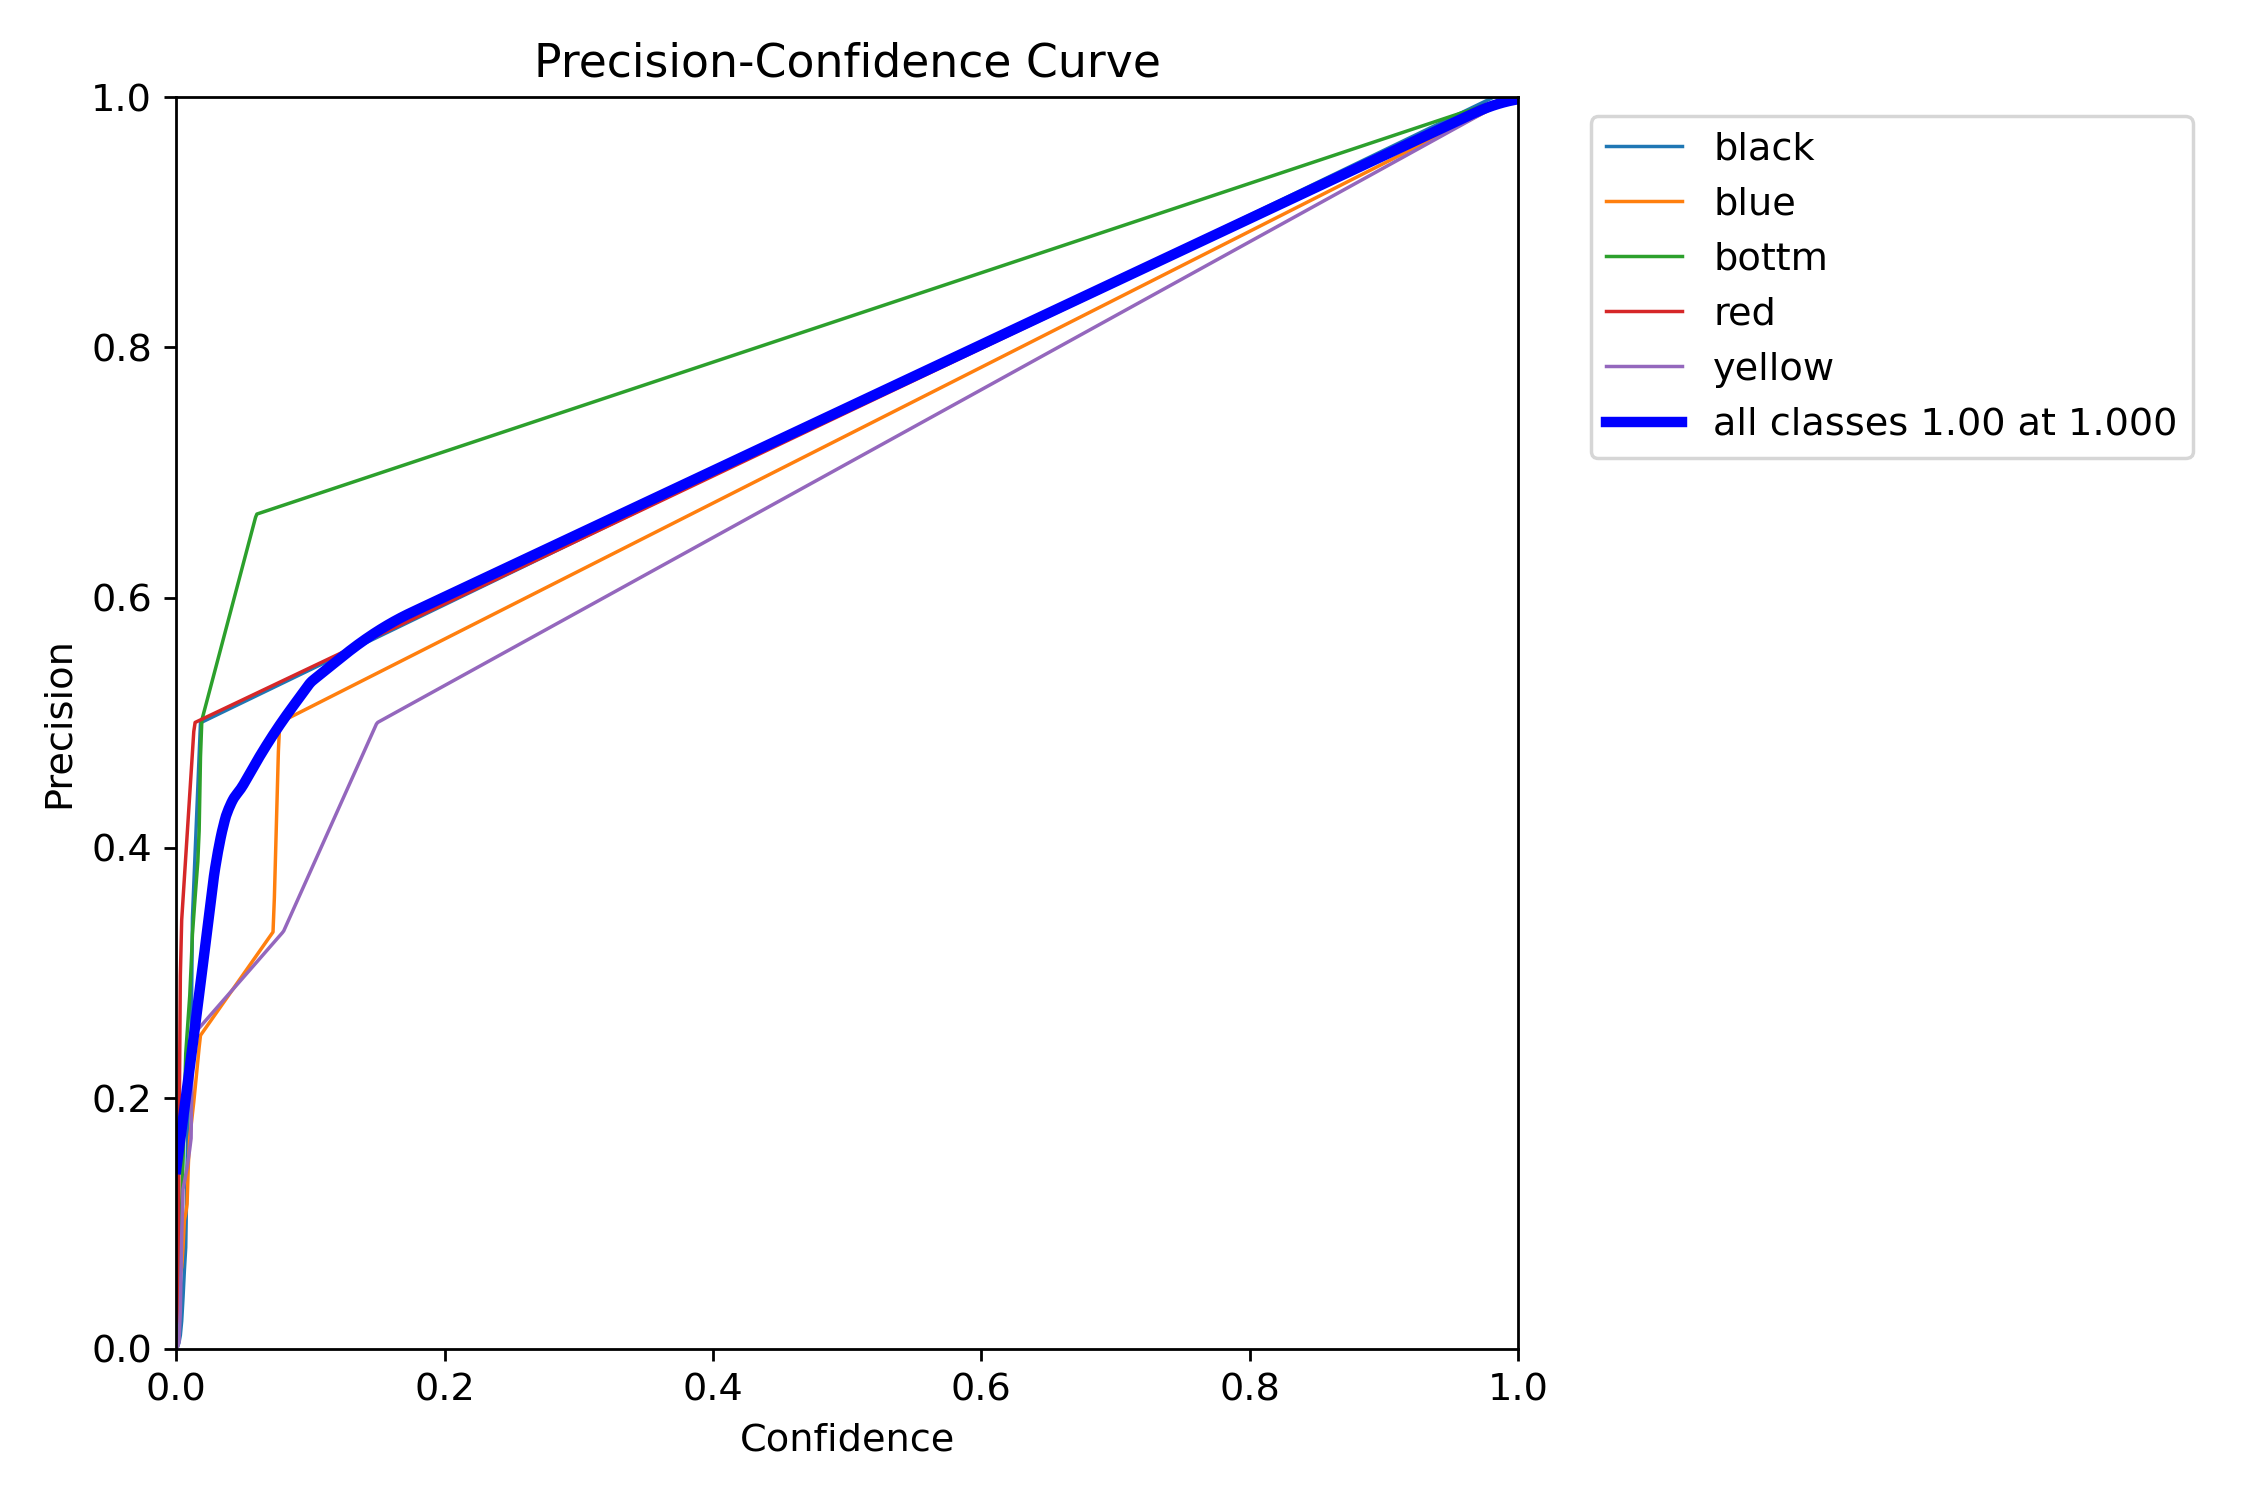 Precision-Confidence Curve
1.0
0.8
0.6
0.4
0.2
0.0
Precision
0.0 0.2 0.4 0.6 0.8 1.0
Confidence
black
blue
bottm
red
yellow
all classes 1.00 at 1.000